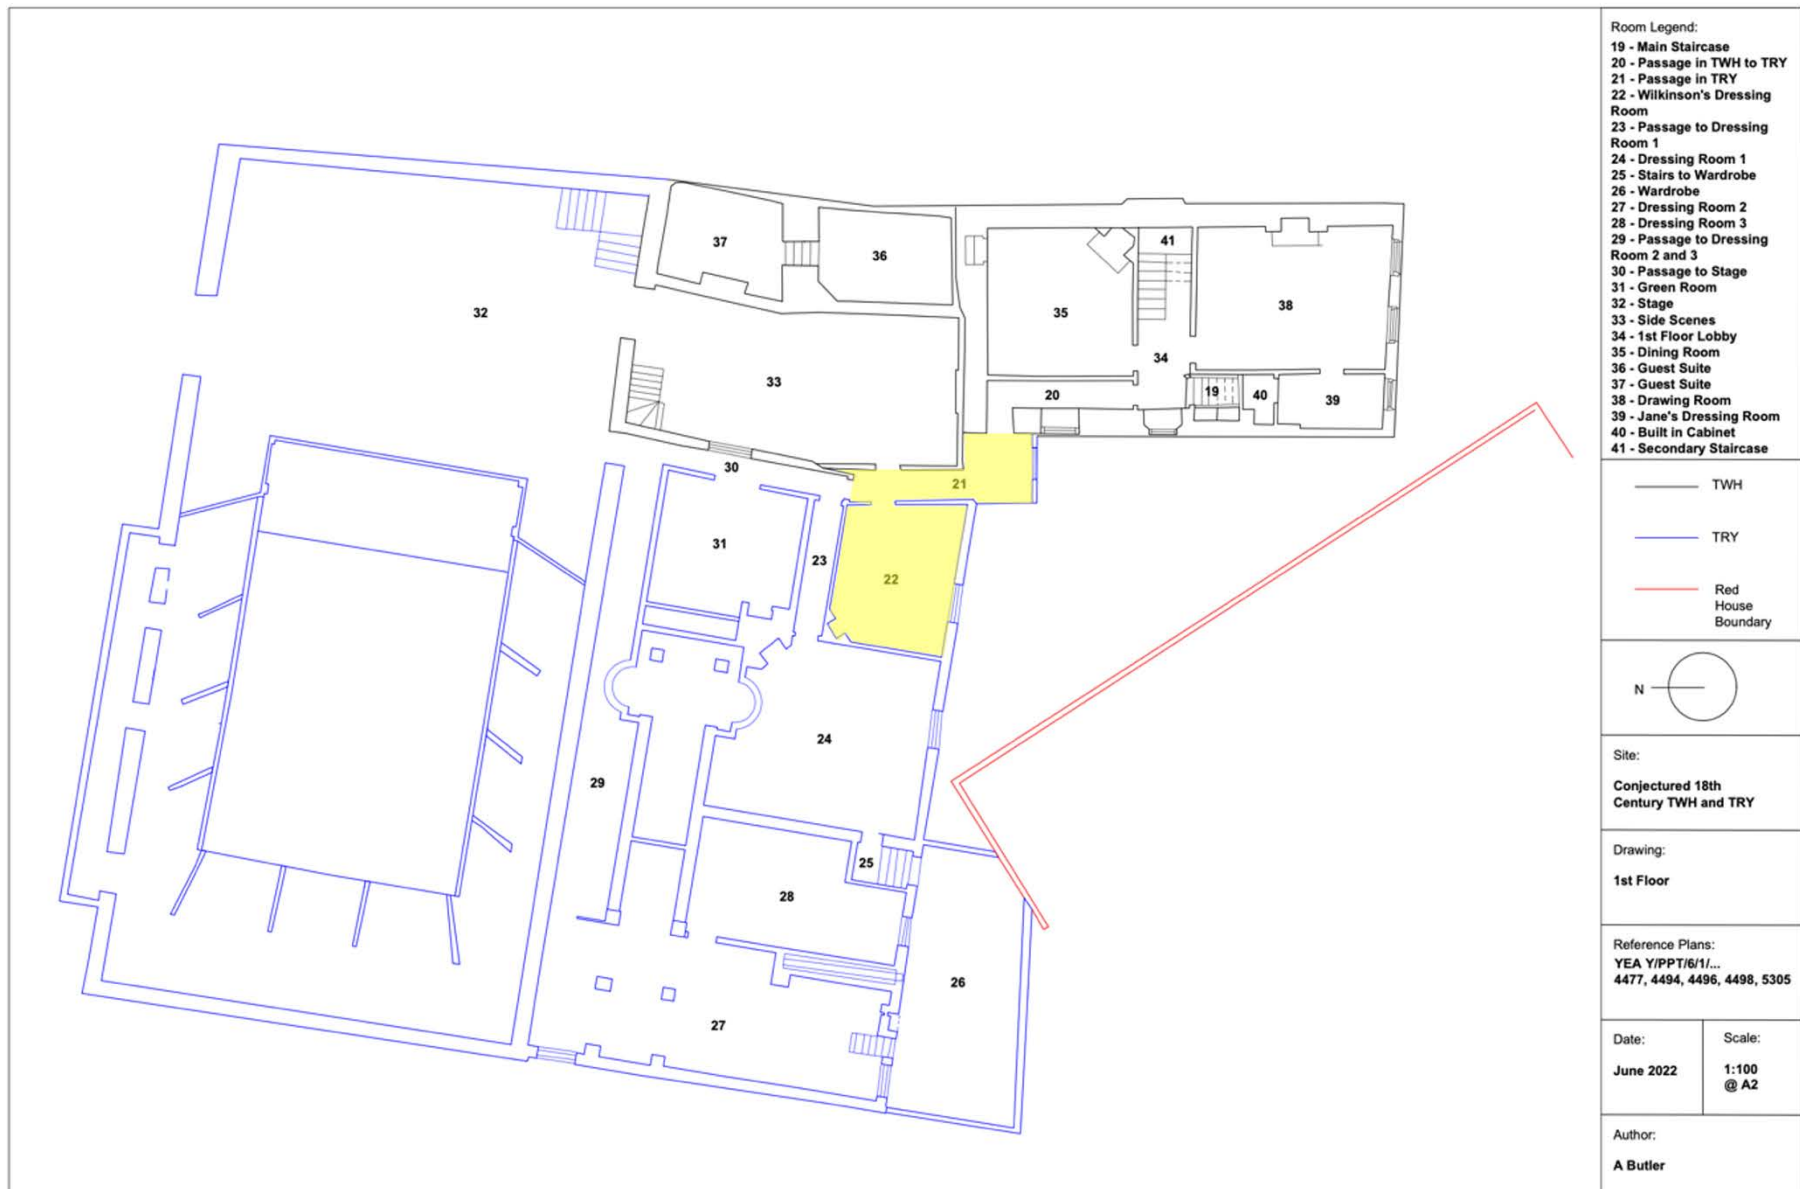 Room Legend:
19 - Main Staircase
20 - Passage in TWH to TRY
21 - Passage in TRY
22 - Wilkinson's Dressing
Room
23 - Passage to Dressing
Room 1
24 - Dressing Room 1
25 - Stairs to Wardrobe
26 - Wardrobe
27 - Dressing Room 2
28 - Dressing Room 3
29 - Passage to Dressing
Room 2 and 3
30 - Passage to Stage
31 - Green Room
32 - Stage
33 - Side Scenes
34 - 1st Floor Lobby
35 - Dining Room
36 - Guest Suite
37 - Guest Suite
38 - Drawing Room
39 - Jane's Dressing Room
40 - Built in Cabinet
41 - Secondary Staircase
TWH
TRY
Red
House
Boundary
N
Site:
Conjectured 18th
Century TWH and TRY
Drawing:
1st Floor
Reference Plans:
YEA Y/PPT/6/1/...
4477, 4494, 4496, 4498, 5305
Date:
June 2022
Scale:
1:100
@ A2
Author:
A Butler
37
36
41
38
35
32
34
33
20
19
40
39
30
21
31
23
22
24
29
25
28
26
27